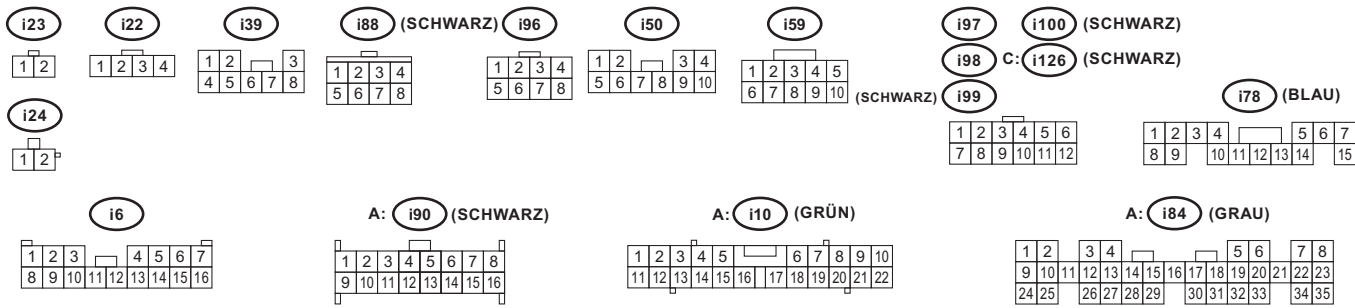 i23 i22 i39 i88 (SCHWARZ) i96 i50 i59 i97 i100 (SCHWARZ)
i98 C: i126 (SCHWARZ)
(SCHWARZ) i99 i78 (BLAU)
1 2
1 2 3 4
1 2 3
4 5 6 7 8
1 2 3 4
5 6 7 8
1 2 3 4
5 6 7 8
1 2 3 4
5 6 7 8 9 10
1 2 3 4 5
6 7 8 9 10
1 2 3 4 5 6
7 8 9 10 11 12
1 2 3 4 5 6 7
8 9 10 11 12 13 14 15
i24
1 2
i6 A: i90 (SCHWARZ) A: i10 (GRÜN) A: i84 (GRAU)
1 2 3 4 5 6 7
8 9 10 11 12 13 14 15 16
1 2 3 4 5 6 7 8
9 10 11 12 13 14 15 16
1 2 3 4 5 6 7 8 9 10
11 12 13 14 15 16 17 18 19 20 21 22
1 2 3 4 5 6 7 8
9 10 11 12 13 14 15 16 17 18 19 20 21 22 23
24 25 26 27 28 29 30 31 32 33 34 35